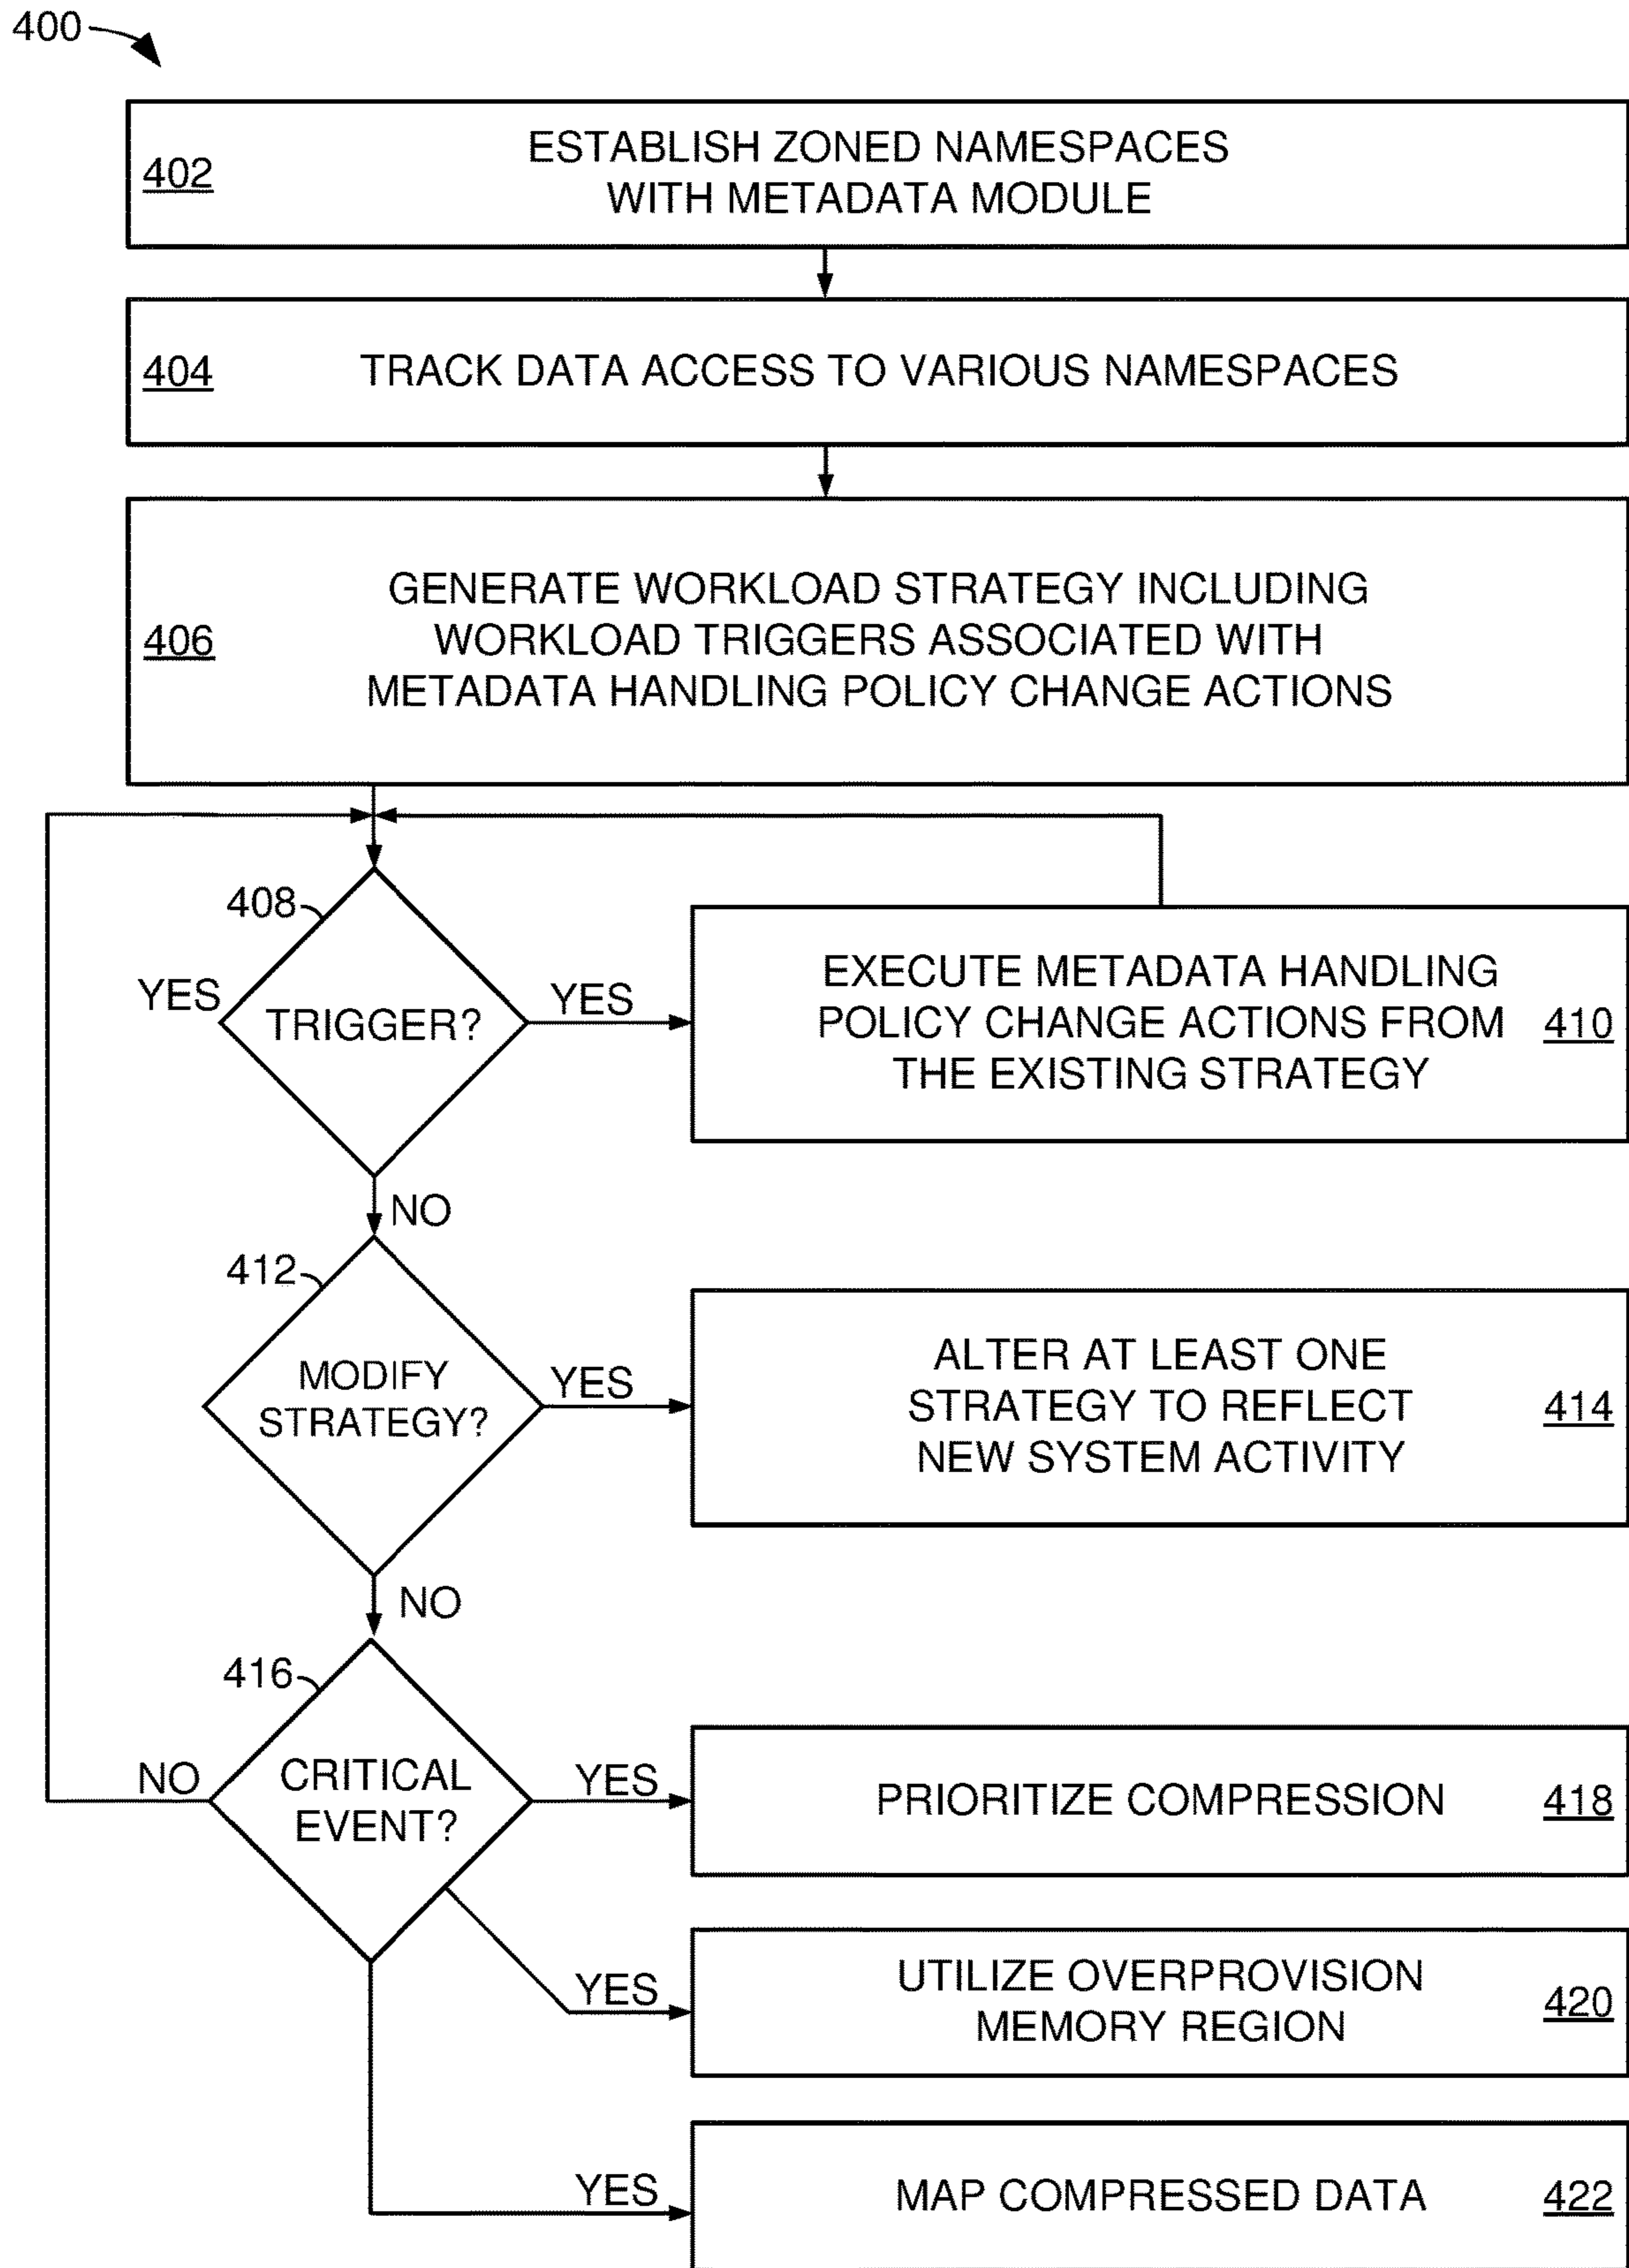 400
402
ESTABLISH ZONED NAMESPACES
WITH METADATA MODULE
404
TRACK DATA ACCESS TO VARIOUS NAMESPACES
406
GENERATE WORKLOAD STRATEGY INCLUDING
WORKLOAD TRIGGERS ASSOCIATED WITH
METADATA HANDLING POLICY CHANGE ACTIONS
408
YES
TRIGGER?
YES
EXECUTE METADATA HANDLING
POLICY CHANGE ACTIONS FROM
THE EXISTING STRATEGY
410
NO
412
MODIFY
STRATEGY?
YES
ALTER AT LEAST ONE
STRATEGY TO REFLECT
NEW SYSTEM ACTIVITY
414
NO
416
NO
CRITICAL
EVENT?
YES
PRIORITIZE COMPRESSION
418
YES
UTILIZE OVERPROVISION
MEMORY REGION
420
YES
MAP COMPRESSED DATA
422